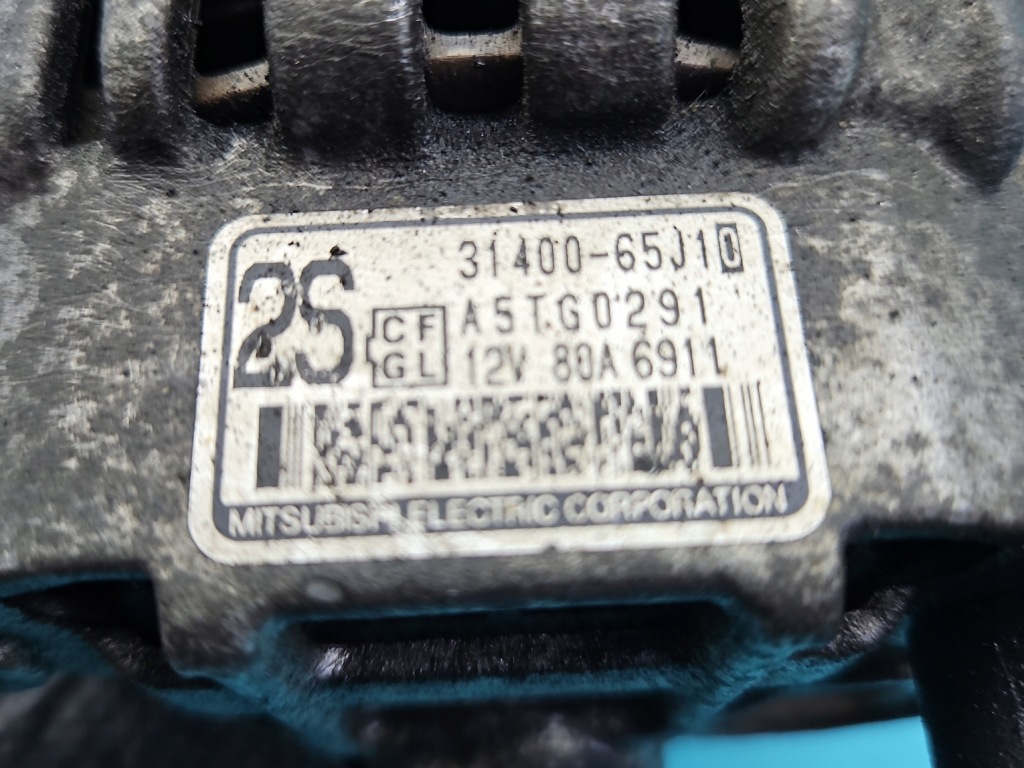 2S
31400-65J10
CF
GL
A5TG0291
12V 80A 6911
MITSUBISHI ELECTRIC CORPORATION